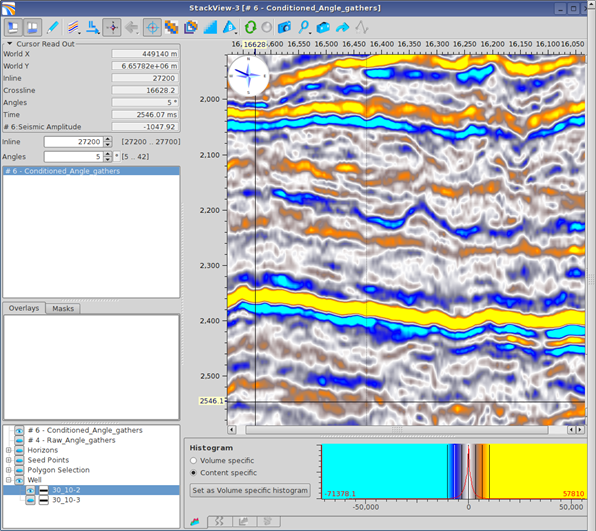 StackView-3 [# 6 - Conditioned_Angle_gathers]
Cursor Read Out
World X 449140 m
World Y 6.65782e+06 m
Inline 27200
Crossline 16628.2
Angles 5 °
Time 2546.07 ms
# 6:Seismic Amplitude -1047.92
Inline 27200 [27200 .. 27700]
Angles 5 ° [5 .. 42]
# 6 - Conditioned_Angle_gathers
Overlays Masks
# 6 - Conditioned_Angle_gathers
# 4 - Raw_Angle_gathers
Horizons
Seed Points
Polygon Selection
Well
30_10-2
30_10-3
16628 16,550 16,500 16,450 16,400 16,350 16,300 16,250 16,200 16,150 16,100 16,050
N
2,000
2,100
2,200
2,300
2,400
2,500
2546.1
Histogram
Volume specific
Content specific
Set as Volume specific histogram
-71378.1 57810
-50,000 0 50,000